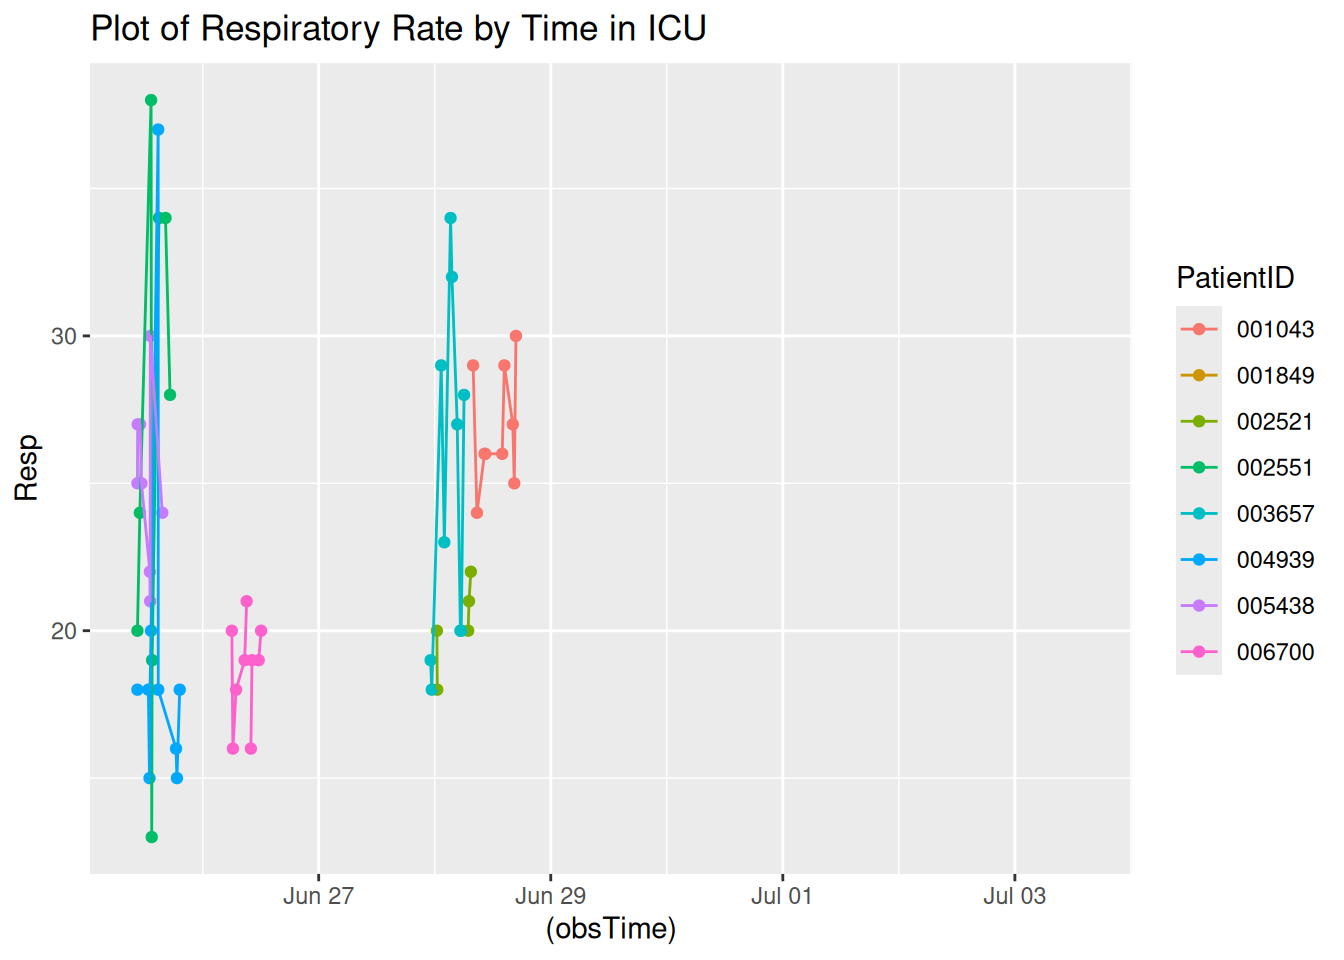 Plot of Respiratory Rate by Time in ICU
Resp
30
20
Jun 27
Jun 29
Jul 01
Jul 03
(obsTime)
PatientID
001043
001849
002521
002551
003657
004939
005438
006700